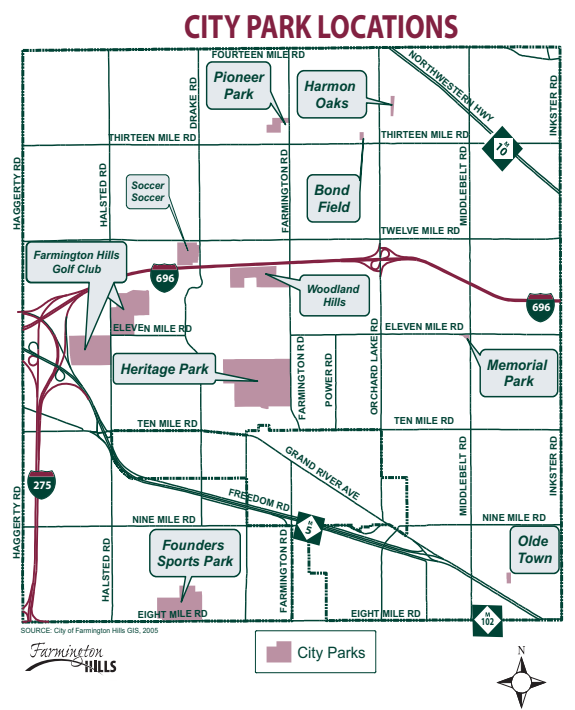 CITY PARK LOCATIONS
FOURTEEN MILE RD
Pioneer
Park
Harmon
Oaks
NORTHWESTERN HWY
INKSTER RD
DRAKE RD
THIRTEEN MILE RD
THIRTEEN MILE RD
M
10
HAGGERTY RD
HALSTED RD
FARMINGTON RD
MIDDLEBELT RD
Soccer
Soccer
Bond
Field
TWELVE MILE RD
Farmington Hills
Golf Club
696
Woodland
Hills
696
ELEVEN MILE RD
ELEVEN MILE RD
Heritage Park
FARMINGTON RD
POWER RD
ORCHARD LAKE RD
Memorial
Park
TEN MILE RD
TEN MILE RD
GRAND RIVER AVE
MIDDLEBELT RD
INKSTER RD
275
FREEDOM RD
HAGGERTY RD
NINE MILE RD
M
5
NINE MILE RD
Founders
Sports Park
Olde
Town
HALSTED RD
FARMINGTON RD
EIGHT MILE RD
EIGHT MILE RD
M
102
SOURCE: City of Farmington Hills GIS, 2005
Farmington
HILLS
City Parks
N